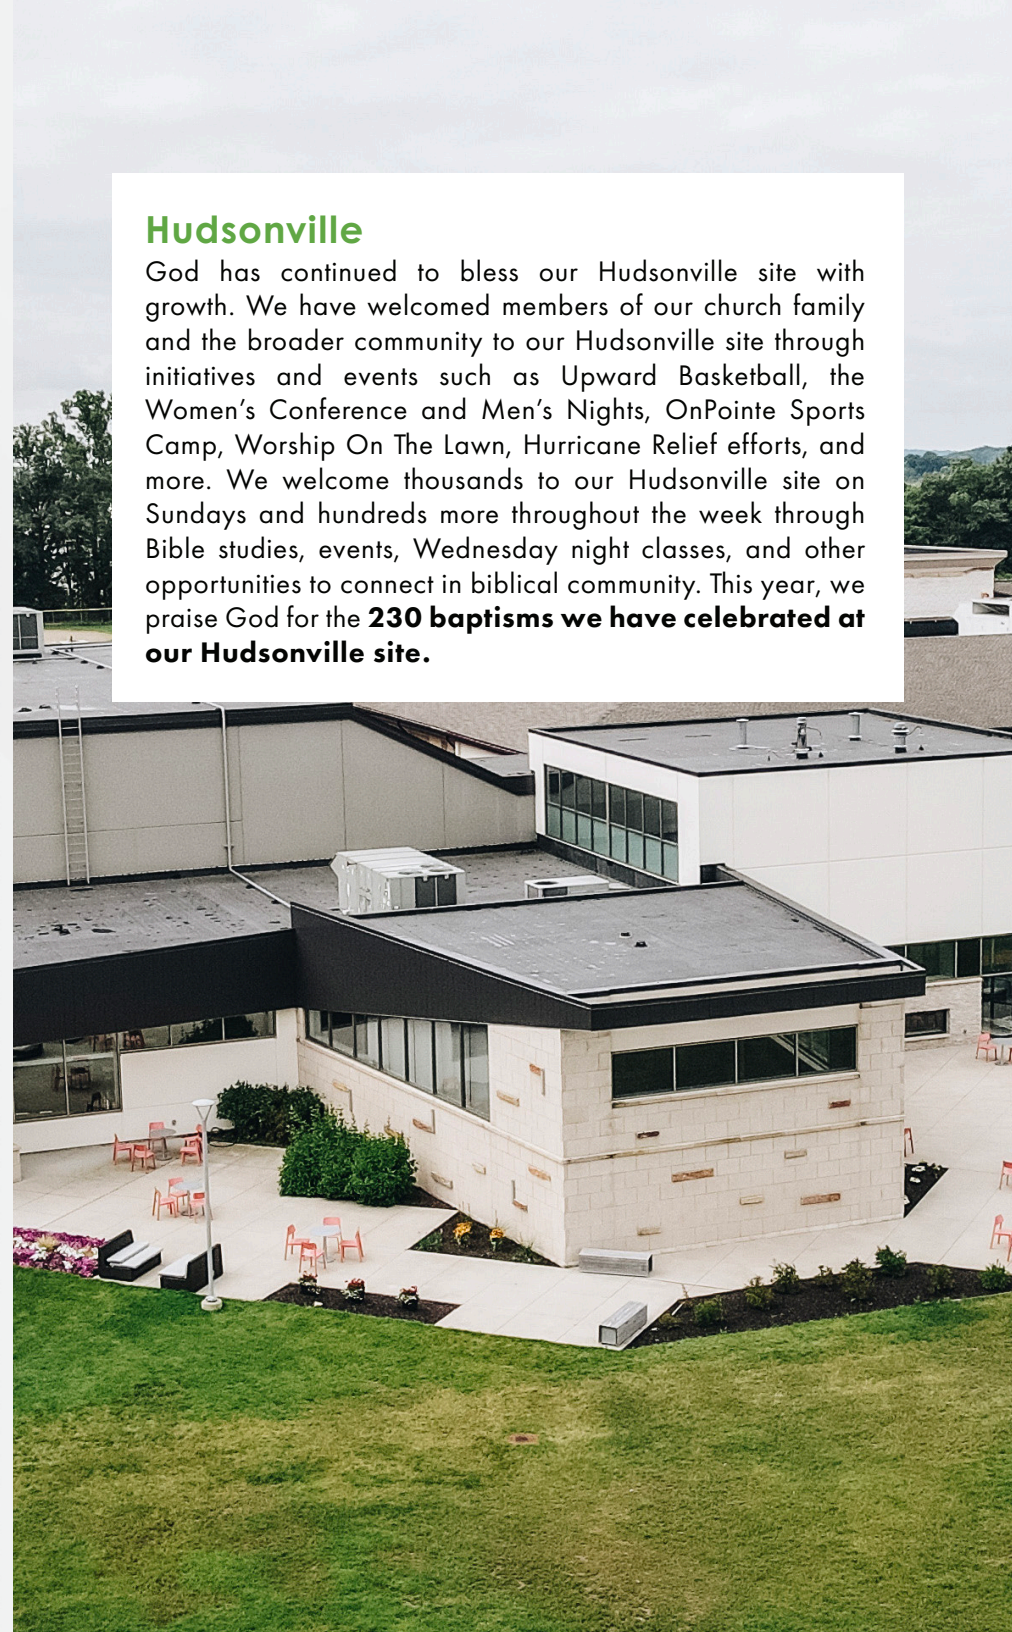 Hudsonville
God has continued to bless our Hudsonville site with
growth. We have welcomed members of our church family
and the broader community to our Hudsonville site through
initiatives and events such as Upward Basketball, the
Women’s Conference and Men’s Nights, OnPointe Sports
Camp, Worship On The Lawn, Hurricane Relief efforts, and
more. We welcome thousands to our Hudsonville site on
Sundays and hundreds more throughout the week through
Bible studies, events, Wednesday night classes, and other
opportunities to connect in biblical community. This year, we
praise God for the 230 baptisms we have celebrated at
our Hudsonville site.